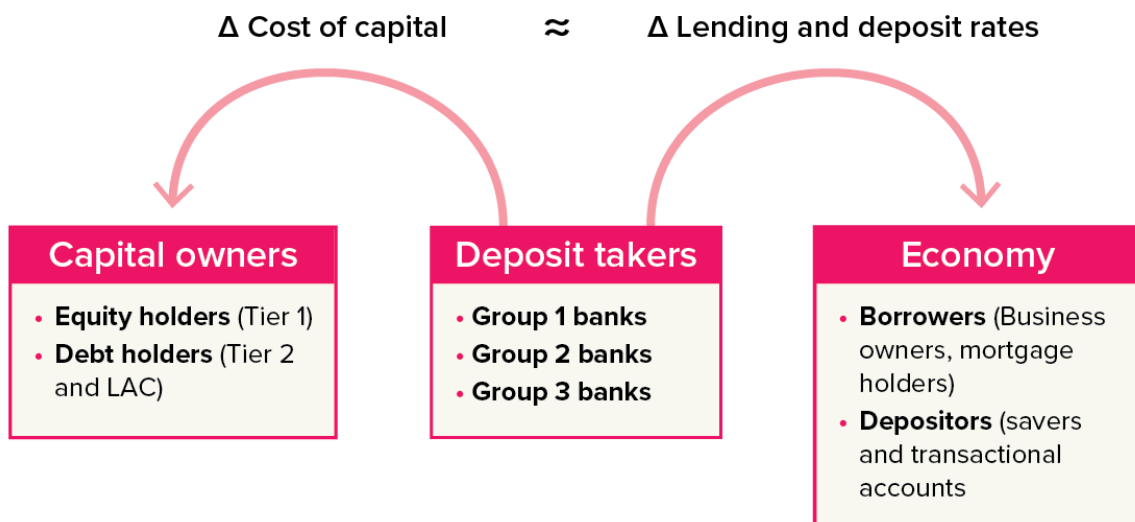 Δ Cost of capital ≈ Δ Lending and deposit rates
Capital owners
• Equity holders (Tier 1)
• Debt holders (Tier 2
and LAC)
Deposit takers
• Group 1 banks
• Group 2 banks
• Group 3 banks
Economy
• Borrowers (Business
owners, mortgage
holders)
• Depositors (savers
and transactional
accounts